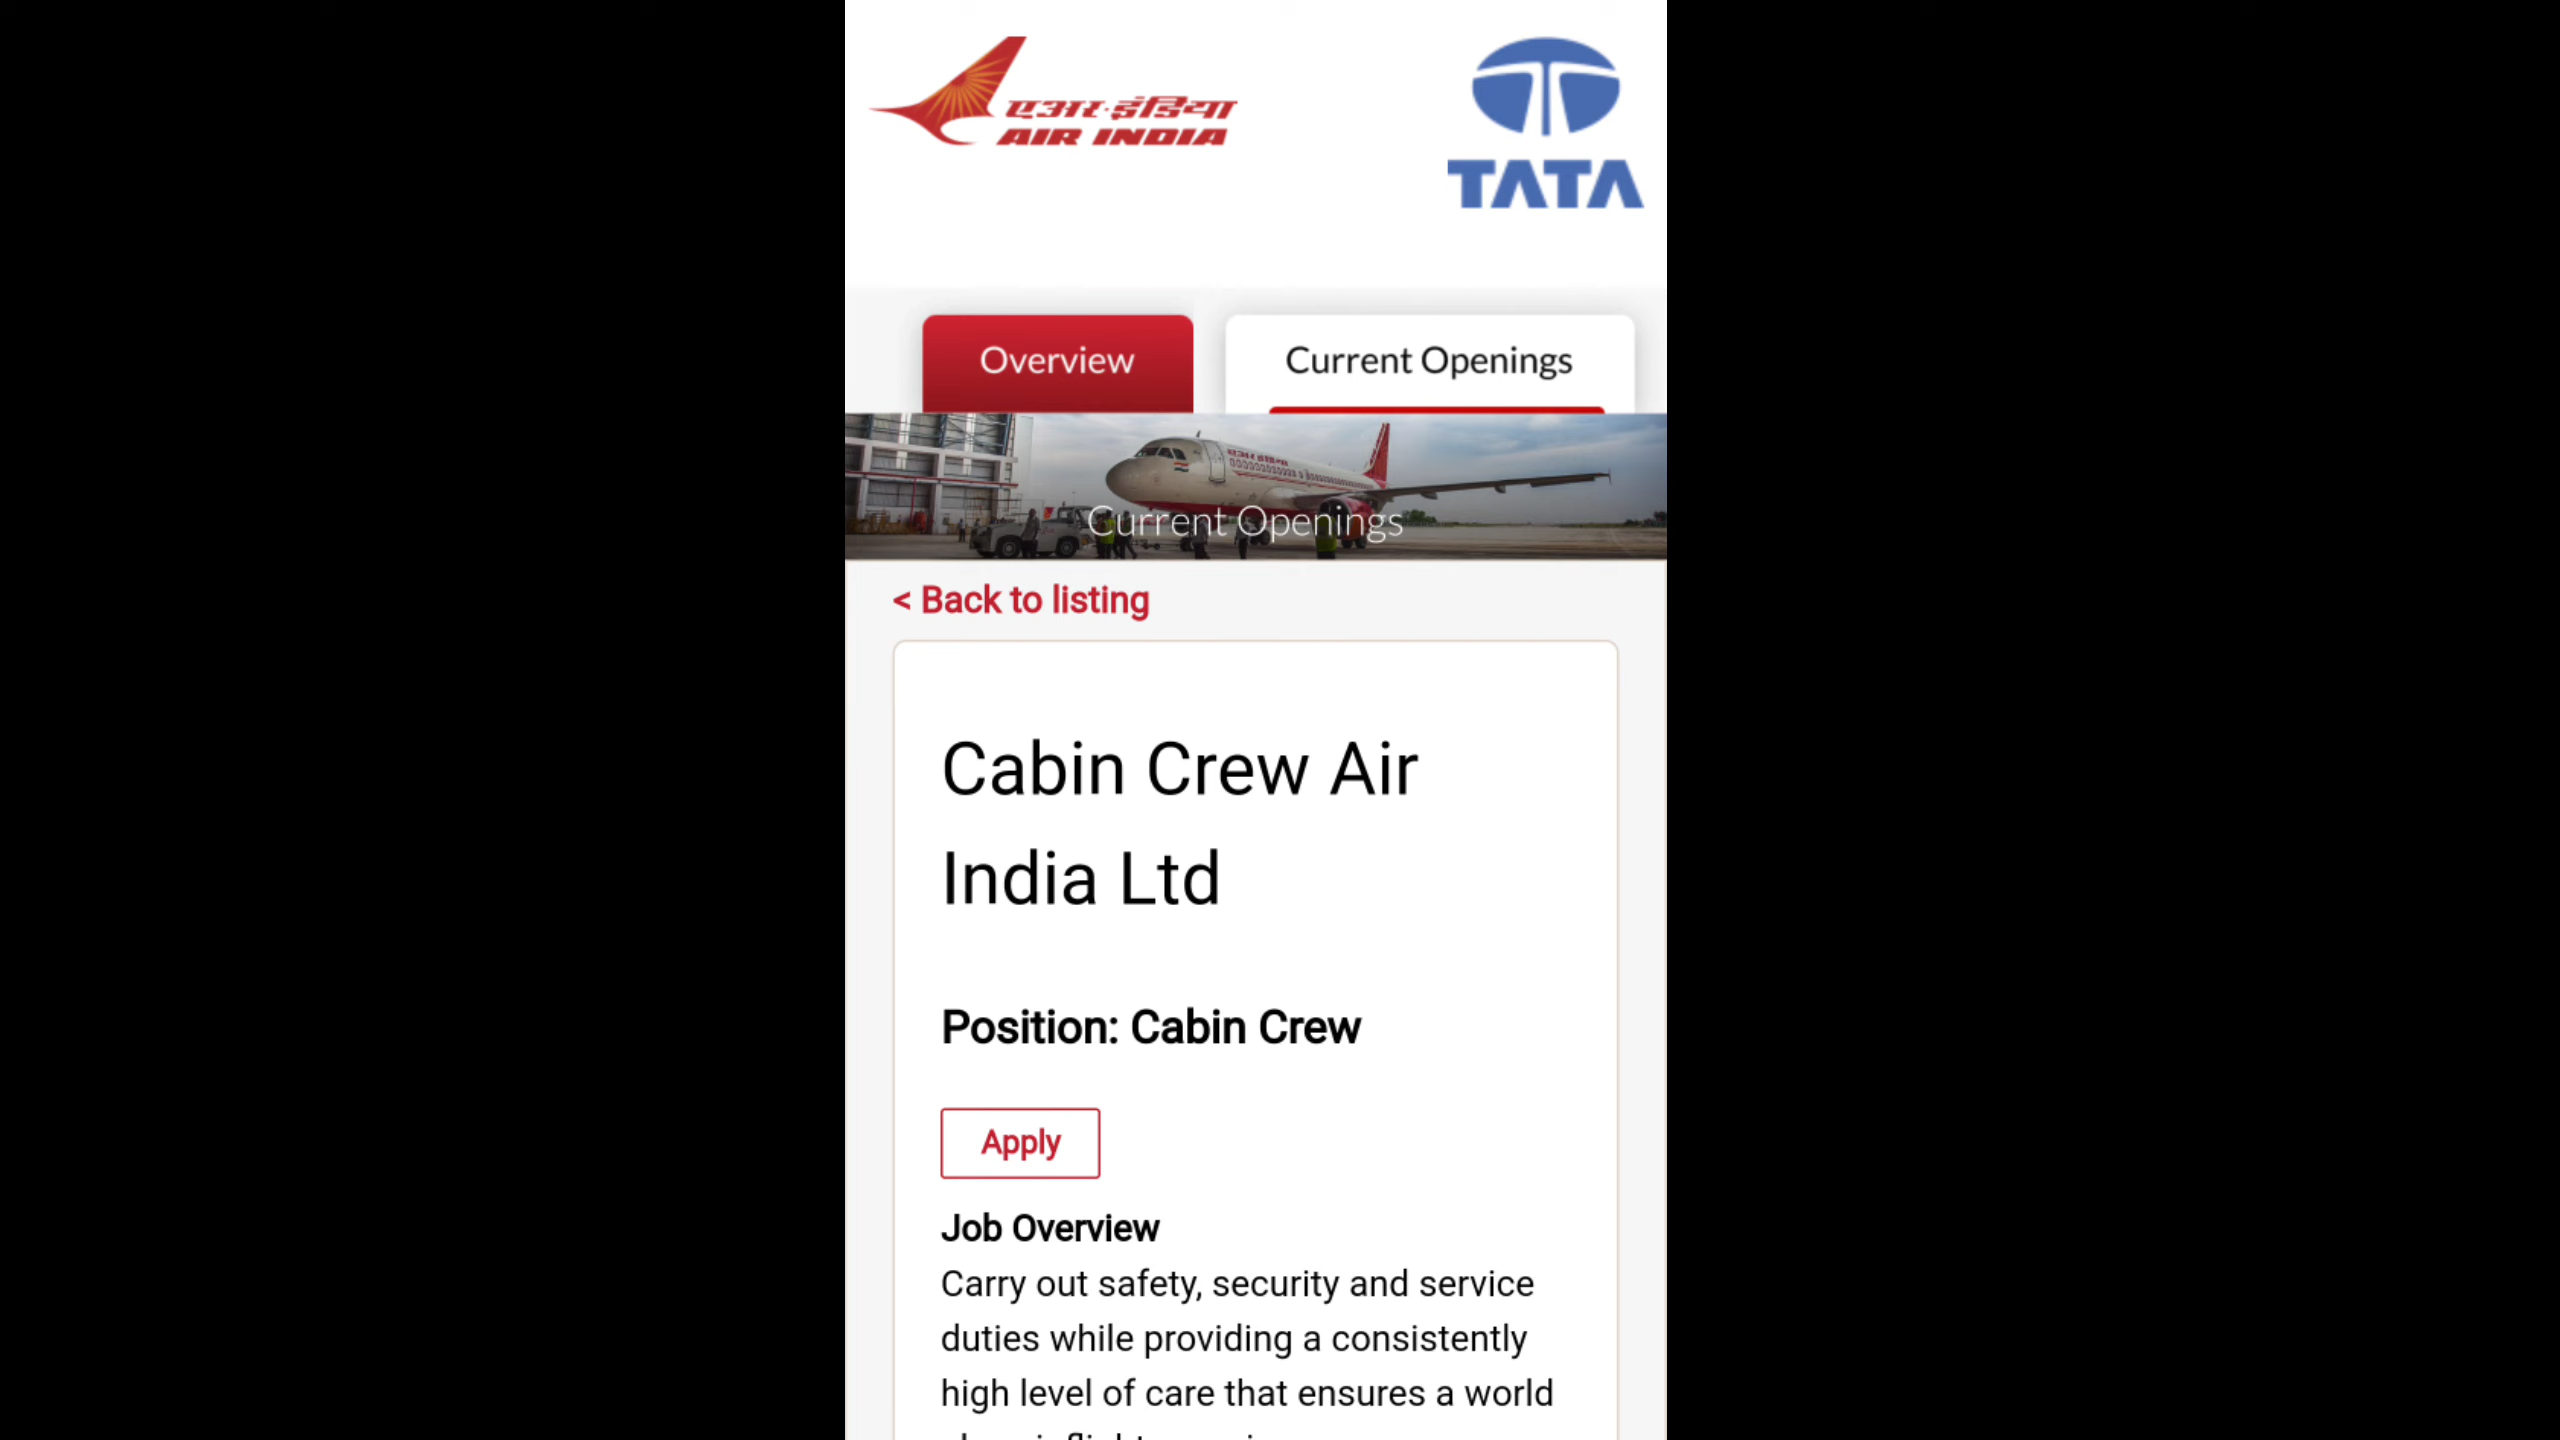 एअर इंडिया
AIR INDIA
TATA
Overview
Current Openings
Current Openings
< Back to listing
Cabin Crew Air
India Ltd
Position: Cabin Crew
Apply
Job Overview
Carry out safety, security and service
duties while providing a consistently
high level of care that ensures a world